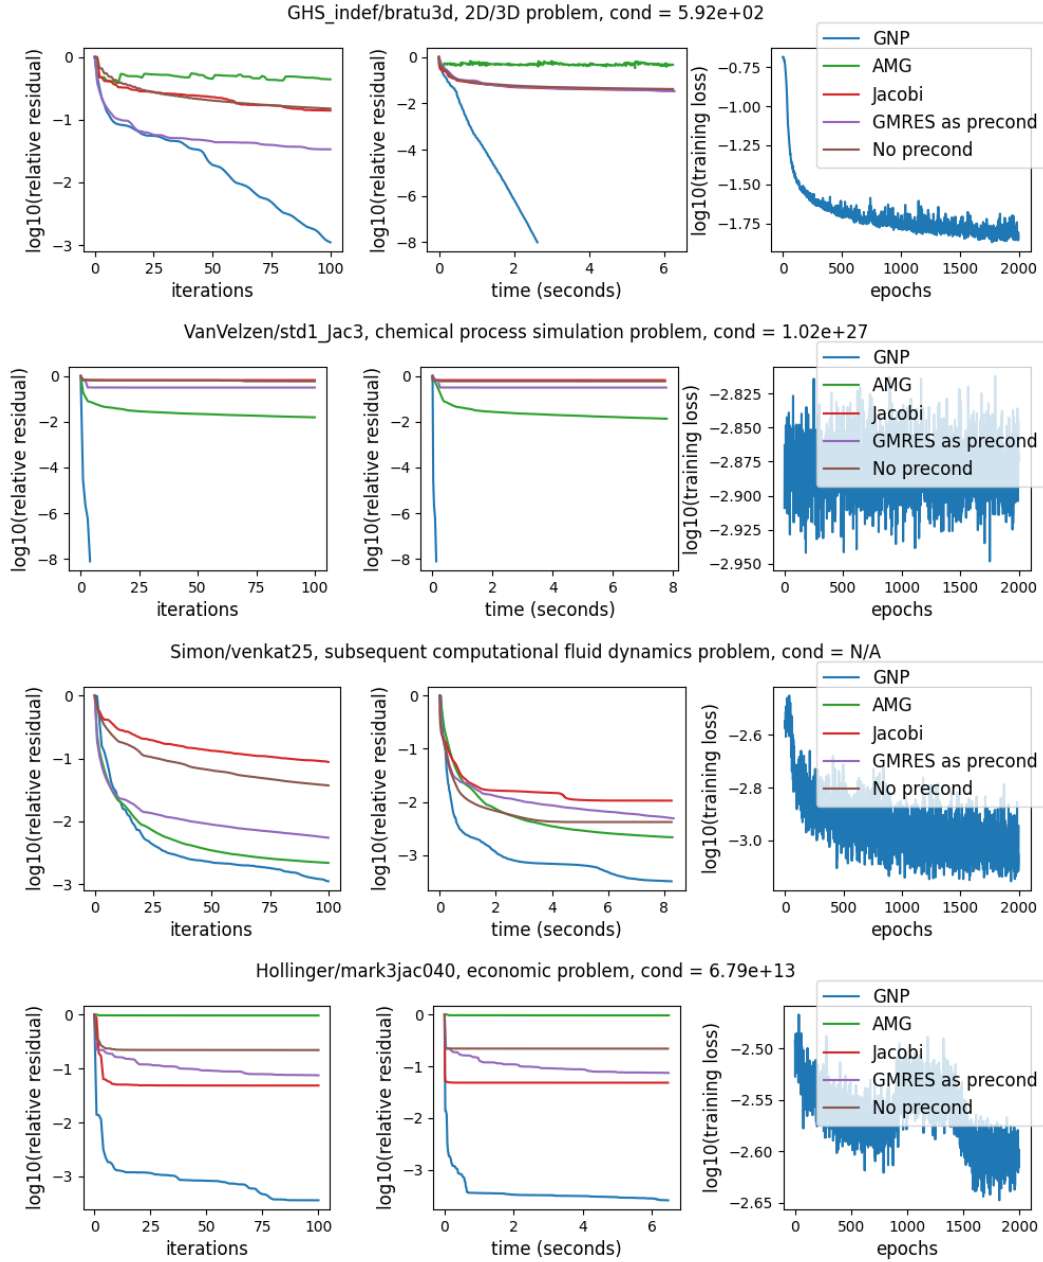 GHS_indef/bratu3d, 2D/3D problem, cond = 5.92e+02
log10(relative residual)
0
−1
−2
−3
0 25 50 75 100
iterations
log10(relative residual)
0
−2
−4
−6
−8
0 2 4 6
time (seconds)
log10(training loss)
−0.75
−1.00
−1.25
−1.50
−1.75
0 500 1000 1500 2000
epochs
GNP
AMG
Jacobi
GMRES as precond
No precond
VanVelzen/std1_Jac3, chemical process simulation problem, cond = 1.02e+27
log10(relative residual)
0
−2
−4
−6
−8
0 25 50 75 100
iterations
log10(relative residual)
0
−2
−4
−6
−8
0 2 4 6 8
time (seconds)
log10(training loss)
−2.825
−2.850
−2.875
−2.900
−2.925
−2.950
0 500 1000 1500 2000
epochs
GNP
AMG
Jacobi
GMRES as precond
No precond
Simon/venkat25, subsequent computational fluid dynamics problem, cond = N/A
log10(relative residual)
0
−1
−2
−3
0 25 50 75 100
iterations
log10(relative residual)
0
−1
−2
−3
0 2 4 6 8
time (seconds)
log10(training loss)
−2.6
−2.8
−3.0
0 500 1000 1500 2000
epochs
GNP
AMG
Jacobi
GMRES as precond
No precond
Hollinger/mark3jac040, economic problem, cond = 6.79e+13
log10(relative residual)
0
−1
−2
−3
0 25 50 75 100
iterations
log10(relative residual)
0
−1
−2
−3
0 2 4 6
time (seconds)
log10(training loss)
−2.50
−2.55
−2.60
−2.65
0 500 1000 1500 2000
epochs
GNP
AMG
Jacobi
GMRES as precond
No precond